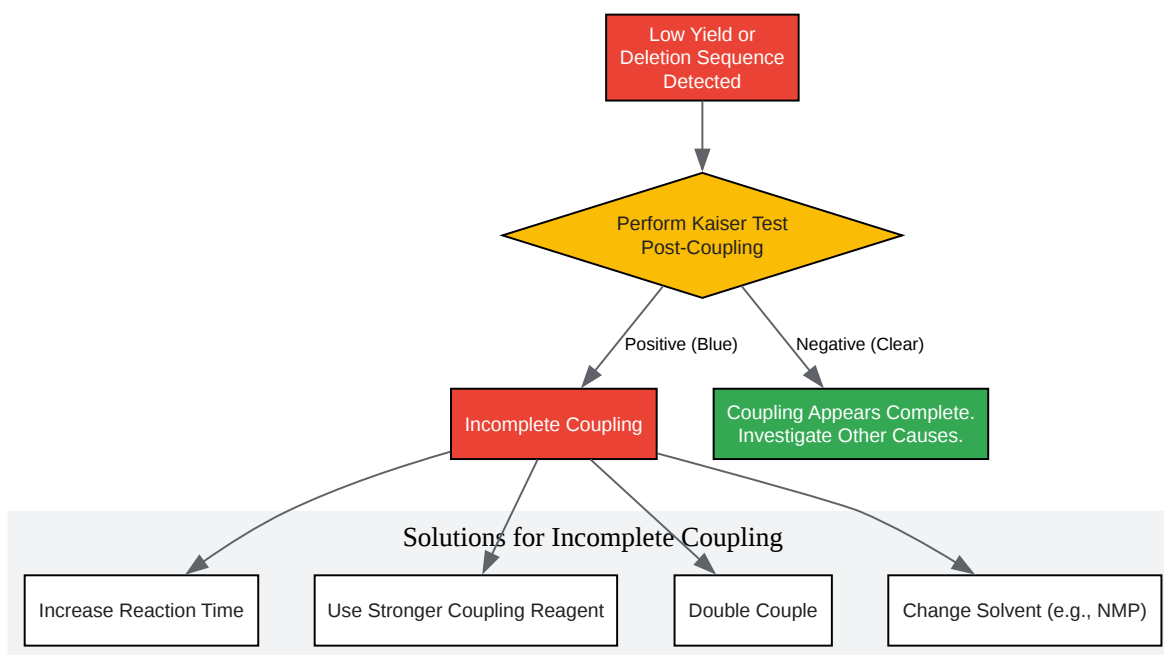 Low Yield or
Deletion Sequence
Detected
Perform Kaiser Test
Post-Coupling
Positive (Blue)
Negative (Clear)
Incomplete Coupling
Coupling Appears Complete.
Investigate Other Causes.
Solutions for Incomplete Coupling
Increase Reaction Time
Use Stronger Coupling Reagent
Double Couple
Change Solvent (e.g., NMP)